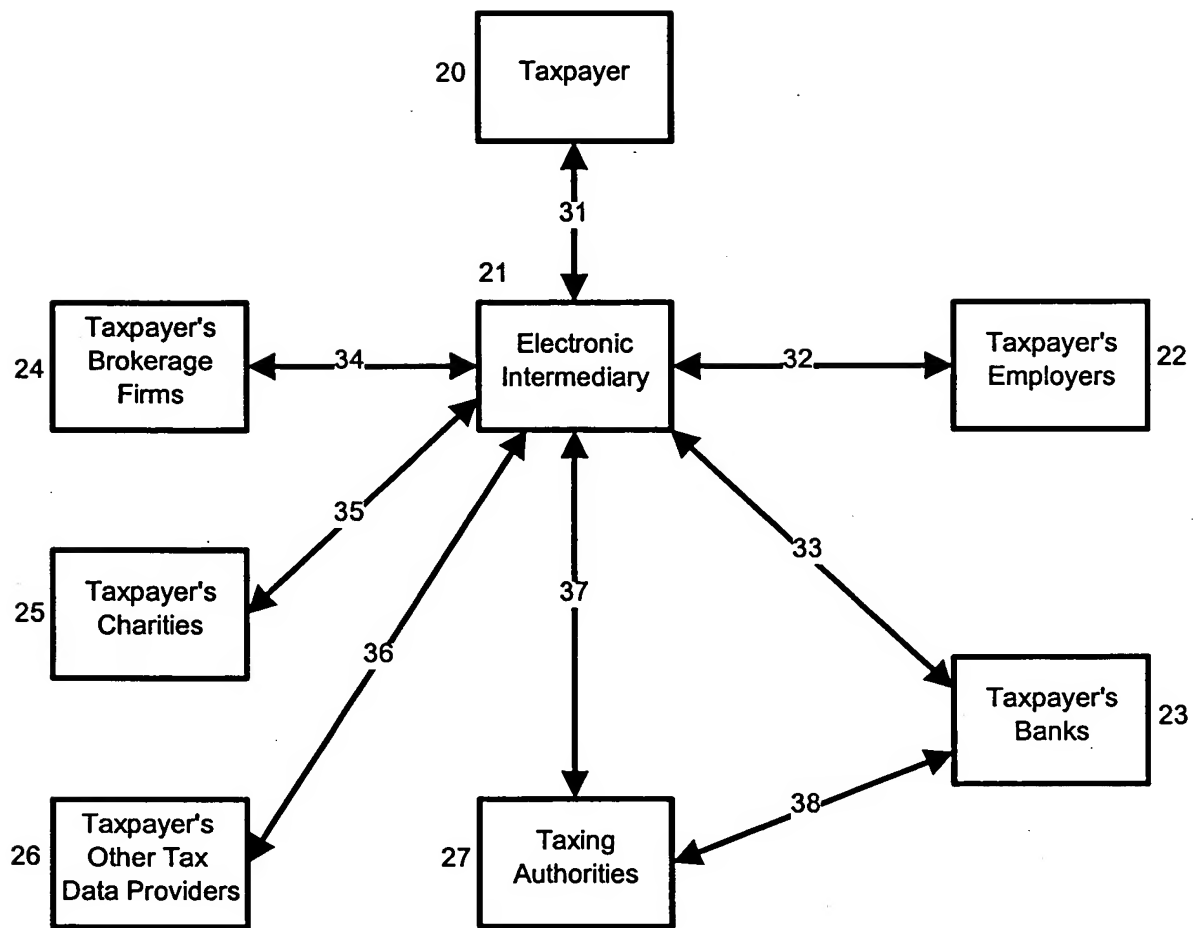 20
Taxpayer
31
21
24
Taxpayer's
Brokerage
Firms
34
Electronic
Intermediary
32
Taxpayer's
Employers
22
35
33
25
Taxpayer's
Charities
37
36
Taxpayer's
Banks
23
26
Taxpayer's
Other Tax
Data Providers
27
Taxing
Authorities
38